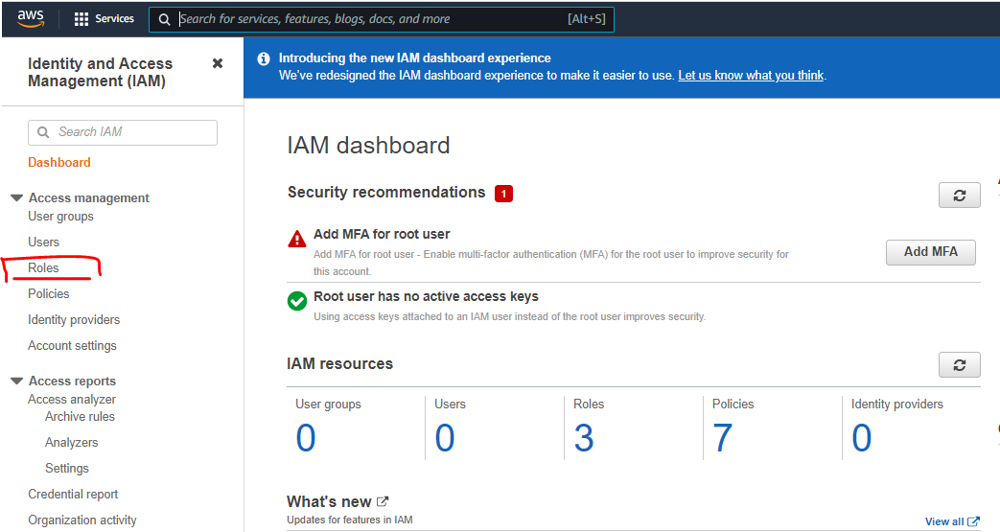 aws
Services
Search for services, features, blogs, docs, and more
[Alt+S]
Identity and Access
Management (IAM)
Search IAM
Dashboard
Access management
User groups
Users
Roles
Policies
Identity providers
Account settings
Access reports
Access analyzer
Archive rules
Analyzers
Settings
Credential report
Organization activity
Introducing the new IAM dashboard experience
We've redesigned the IAM dashboard experience to make it easier to use. Let us know what you think.
IAM dashboard
Security recommendations 1
Add MFA for root user
Add MFA for root user - Enable multi-factor authentication (MFA) for the root user to improve security for
this account.
Add MFA
Root user has no active access keys
Using access keys attached to an IAM user instead of the root user improves security.
IAM resources
User groups
0
Users
0
Roles
3
Policies
7
Identity providers
0
What's new
Updates for features in IAM
View all